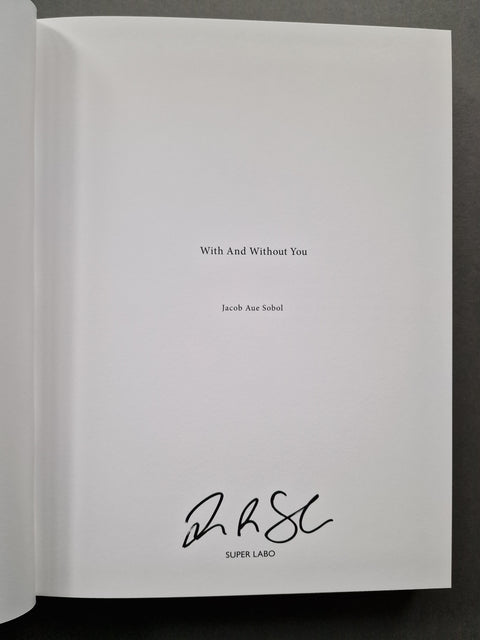 With And Without You
Jacob Aue Sobol
SUPER LABO